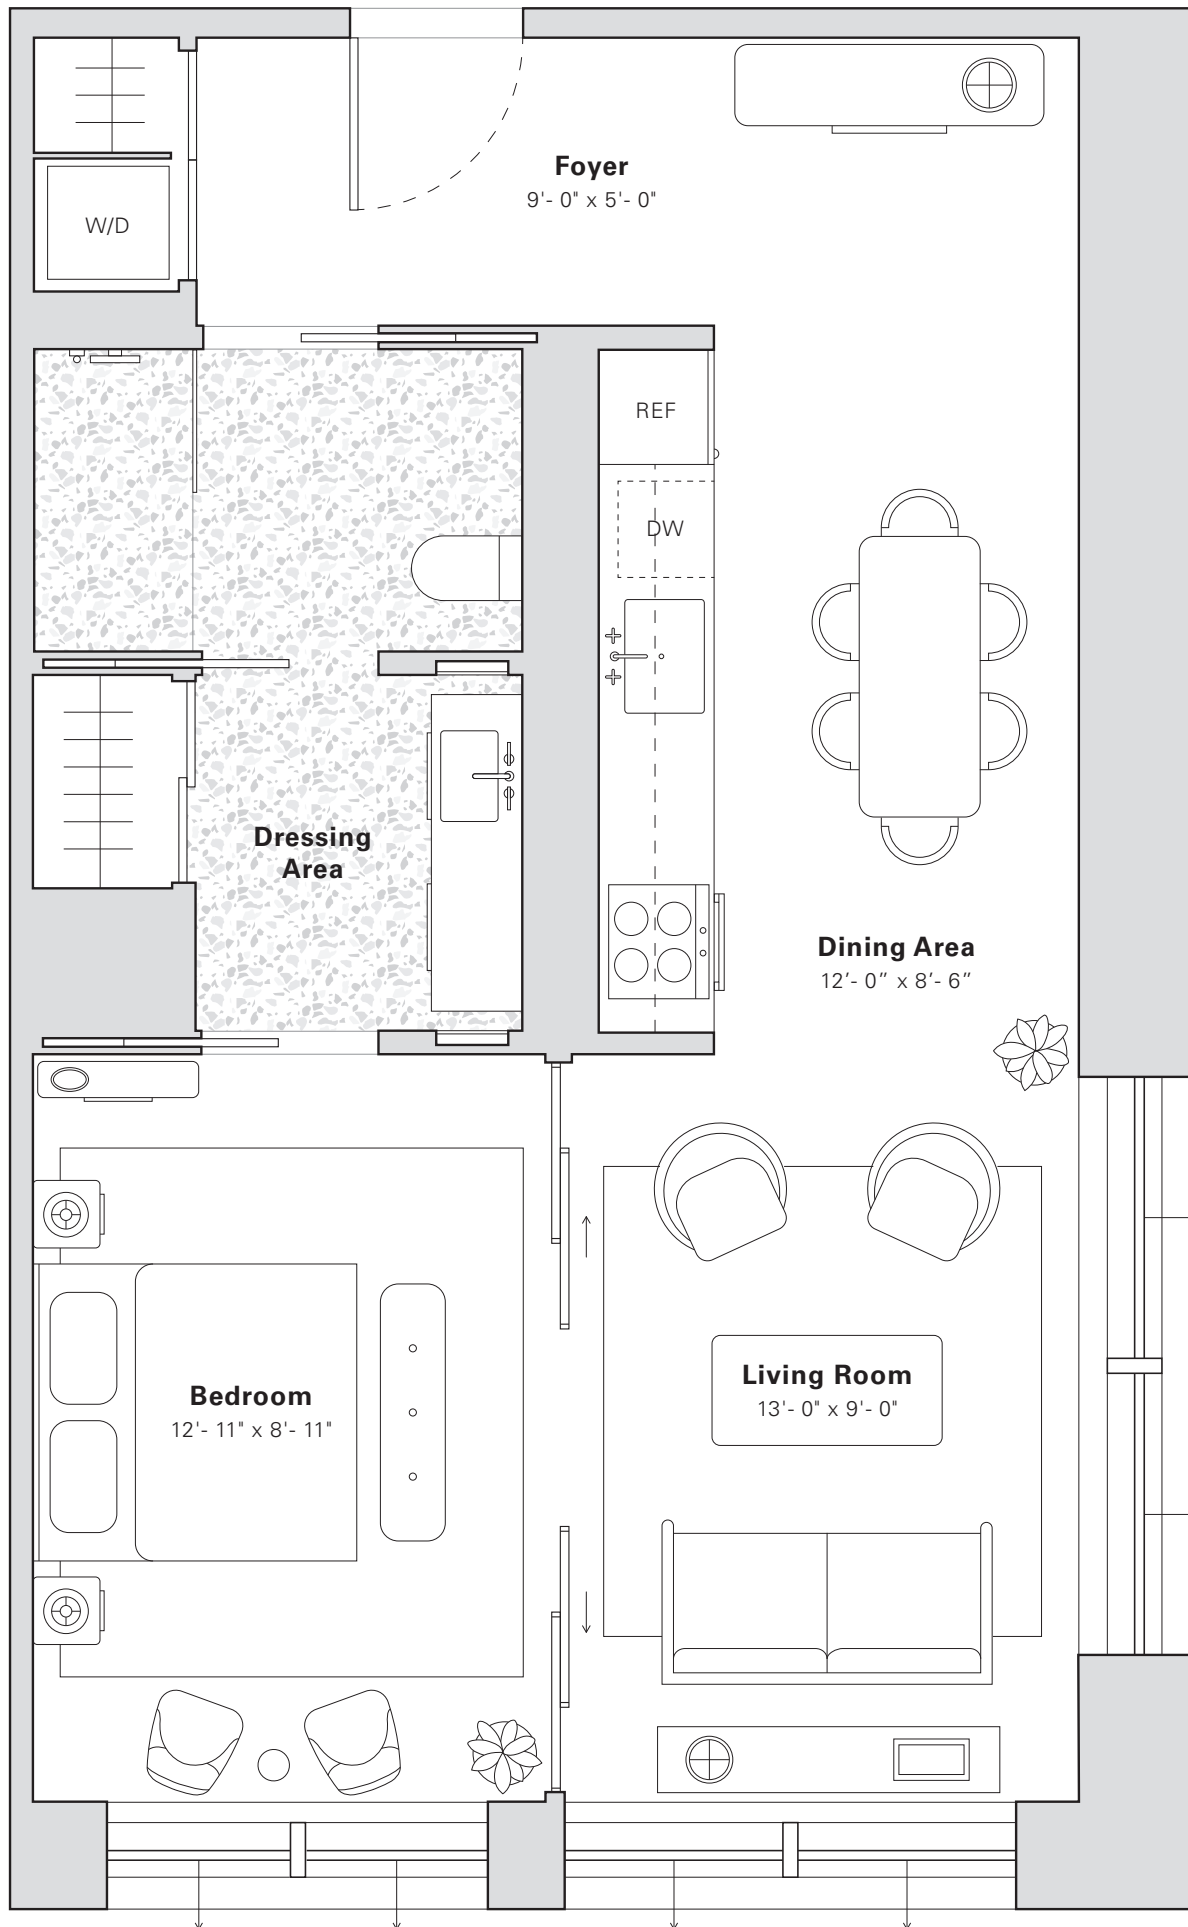 Foyer
9'- 0" x 5'- 0"
W/D
REF
DW
Dressing
Area
Dining Area
12’- 0” x 8’- 6”
Bedroom
12'- 11" x 8'- 11"
Living Room
13'- 0" x 9'- 0"